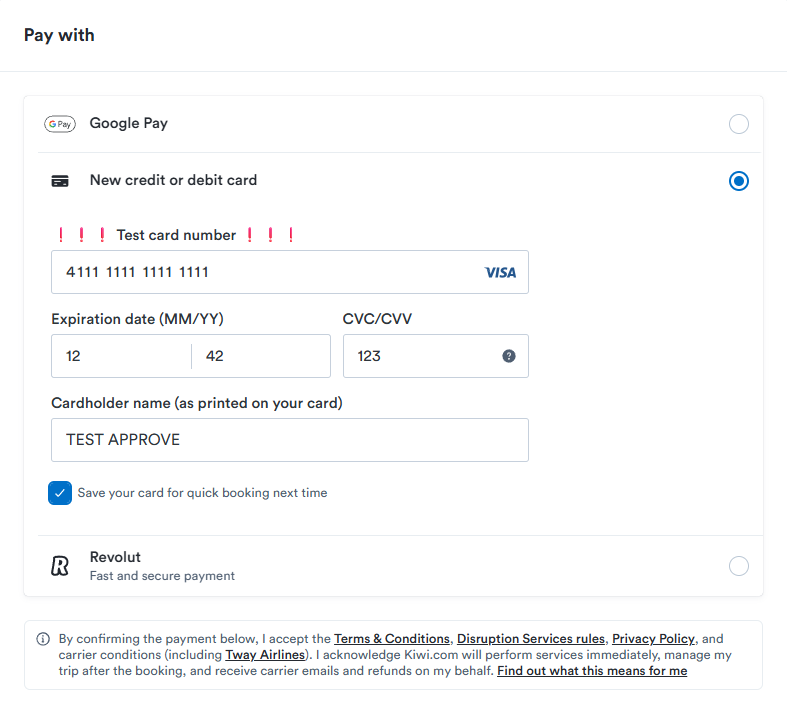 Pay with
G Pay Google Pay
New credit or debit card
❗ ❗ ❗ Test card number ❗ ❗ ❗
4111 1111 1111 1111 VISA
Expiration date (MM/YY) CVC/CVV
12 42 123 ?
Cardholder name (as printed on your card)
TEST APPROVE
Save your card for quick booking next time
R Revolut
Fast and secure payment
By confirming the payment below, I accept the Terms & Conditions, Disruption Services rules, Privacy Policy, and
carrier conditions (including Tway Airlines). I acknowledge Kiwi.com will perform services immediately, manage my
trip after the booking, and receive carrier emails and refunds on my behalf. Find out what this means for me